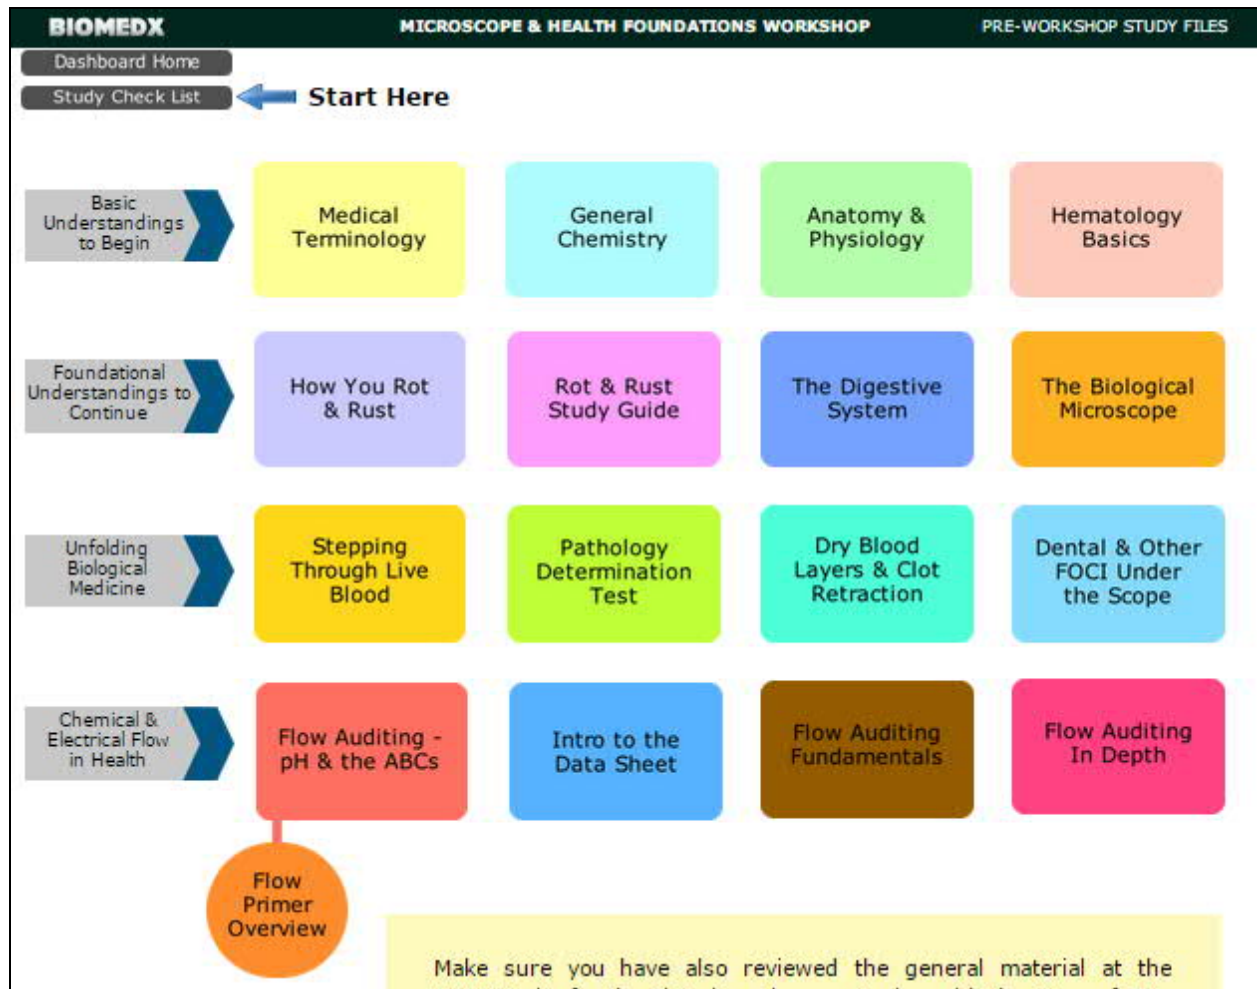 BIOMEDX
MICROSCOPE & HEALTH FOUNDATIONS WORKSHOP
PRE-WORKSHOP STUDY FILES
Dashboard Home
Study Check List
Start Here
Basic
Understandings
to Begin
Medical
Terminology
General
Chemistry
Anatomy &
Physiology
Hematology
Basics
Foundational
Understandings to
Continue
How You Rot
& Rust
Rot & Rust
Study Guide
The Digestive
System
The Biological
Microscope
Unfolding
Biological
Medicine
Stepping
Through Live
Blood
Pathology
Determination
Test
Dry Blood
Layers & Clot
Retraction
Dental & Other
FOCI Under
the Scope
Chemical &
Electrical Flow
in Health
Flow Auditing -
pH & the ABCs
Intro to the
Data Sheet
Flow Auditing
Fundamentals
Flow Auditing
In Depth
Flow
Primer
Overview
Make sure you have also reviewed the general material at the